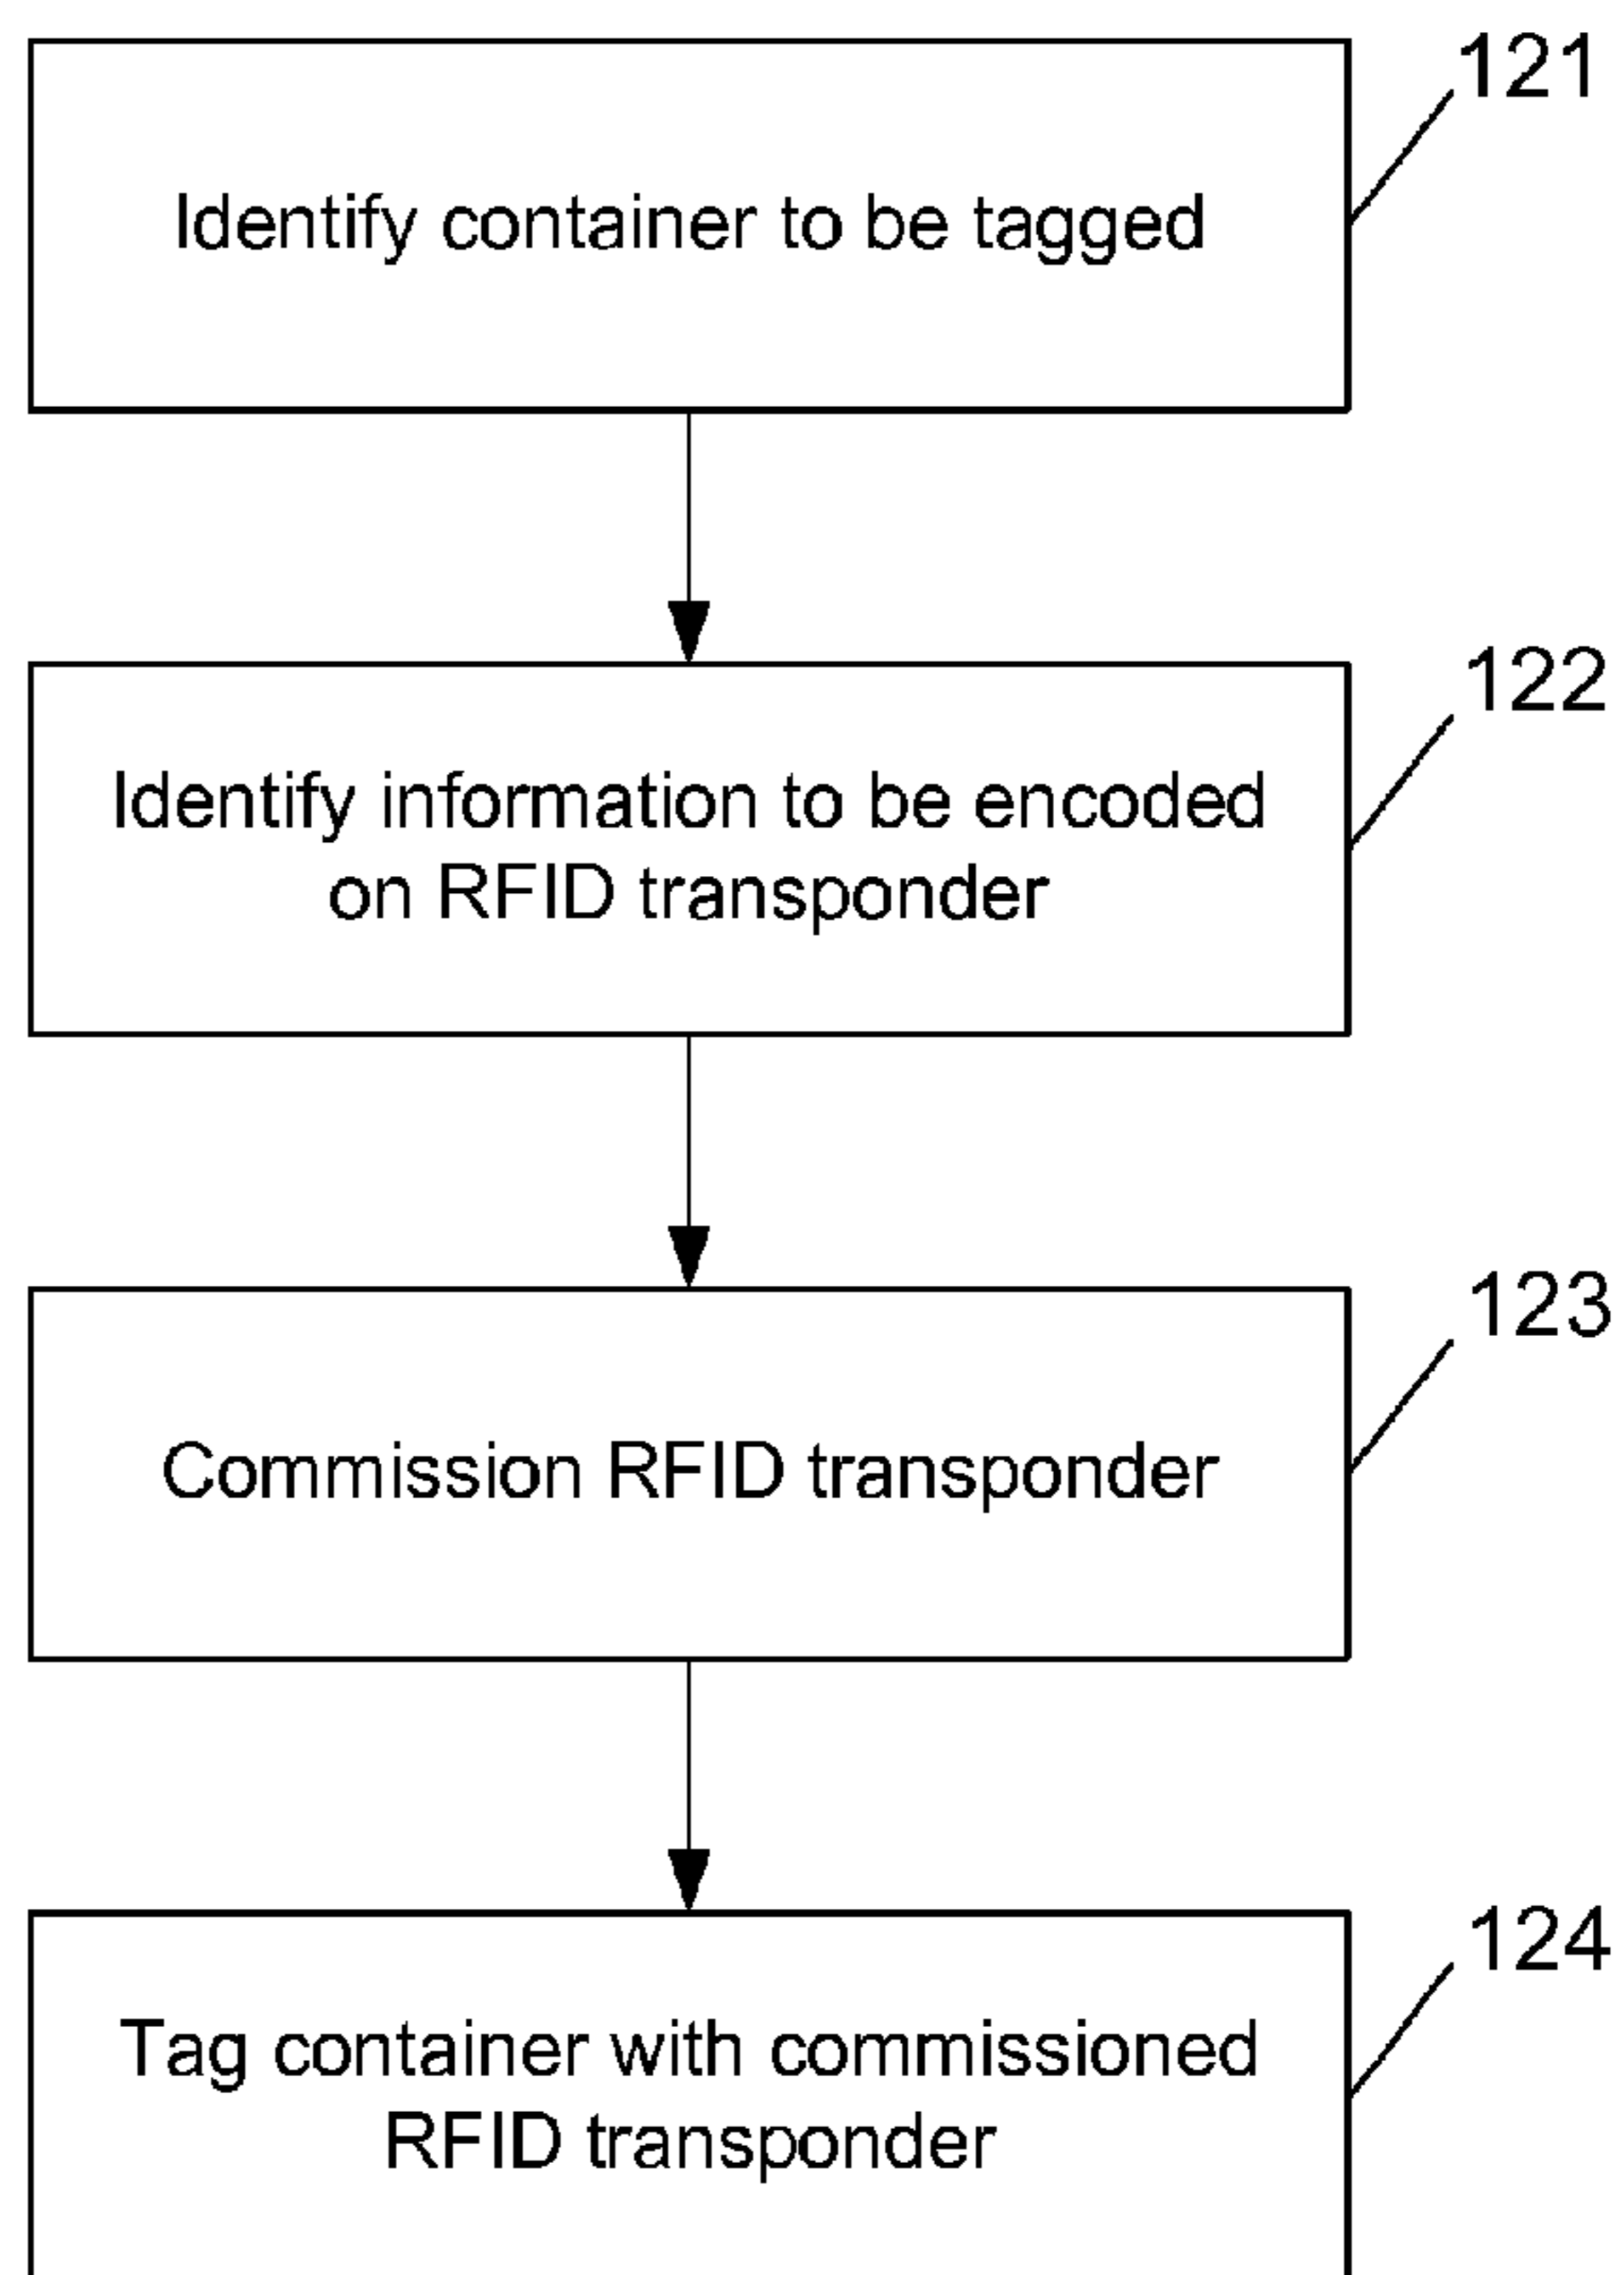 121
Identify container to be tagged
122
Identify information to be encoded
on RFID transponder
123
Commission RFID transponder
124
Tag container with commissioned
RFID transponder